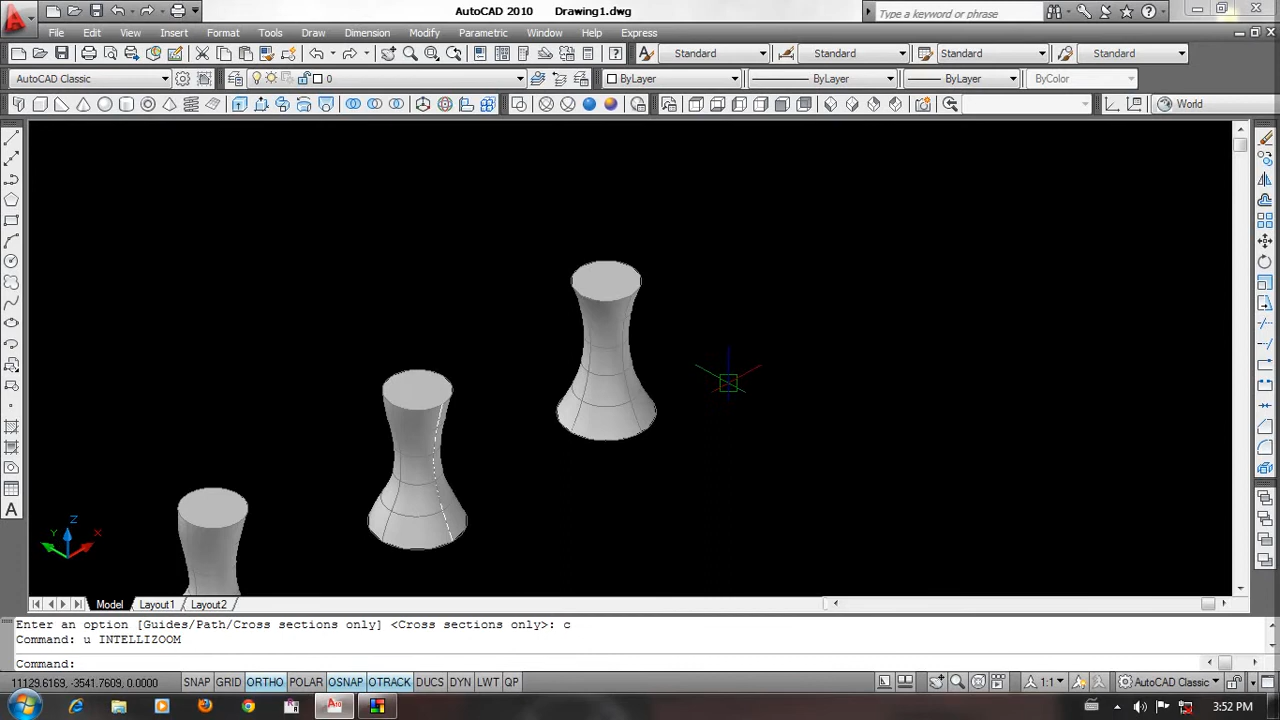 AutoCAD 2010 Drawing1.dwg
Type a keyword or phrase
File Edit View Insert Format Tools Draw Dimension Modify Parametric Window Help Express
Standard Standard Standard Standard
AutoCAD Classic 0 ByLayer ByLayer ByLayer ByColor
World
Z
Y X
Model Layout1 Layout2
Enter an option [Guides/Path/Cross sections only] <Cross sections only>: c
Command: u INTELLIZOOM
Command:
11129.6169, -3541.7609, 0.0000 SNAP GRID ORTHO POLAR OSNAP OTRACK DUCS DYN LWT QP 1:1 AutoCAD Classic
3:52 PM